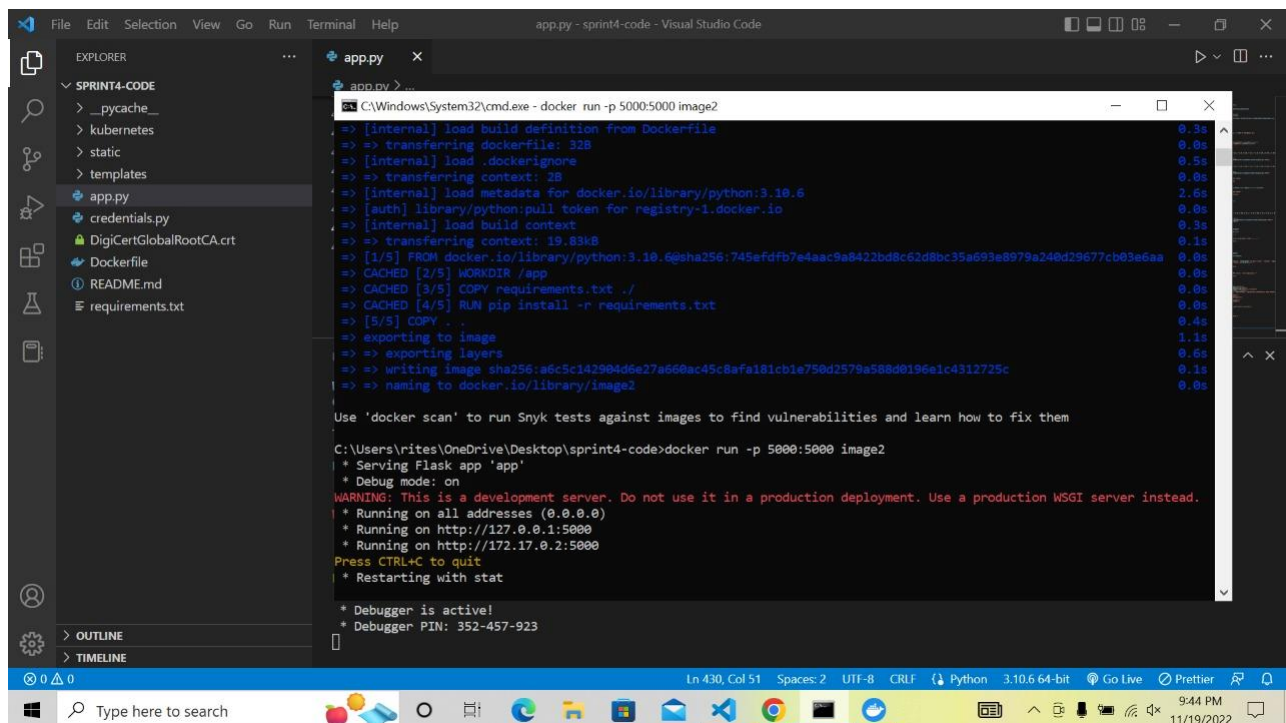 File Edit Selection View Go Run Terminal Help app.py - sprint4-code - Visual Studio Code
EXPLORER
SPRINT4-CODE
__pycache__
kubernetes
static
templates
app.py
credentials.py
DigiCertGlobalRootCA.crt
Dockerfile
README.md
requirements.txt
OUTLINE
TIMELINE
app.py
app.py > ...
C:\Windows\System32\cmd.exe - docker run -p 5000:5000 image2
=> [internal] load build definition from Dockerfile 0.3s
=> => transferring dockerfile: 32B 0.0s
=> [internal] load .dockerignore 0.5s
=> => transferring context: 2B 0.0s
=> [internal] load metadata for docker.io/library/python:3.10.6 2.6s
=> [auth] library/python:pull token for registry-1.docker.io 0.0s
=> [internal] load build context 0.3s
=> => transferring context: 19.83kB 0.1s
=> [1/5] FROM docker.io/library/python:3.10.6@sha256:745efdfb7e4aac9a8422bd8c62d8bc35a693e8979a240d29677cb03e6aa 0.0s
=> CACHED [2/5] WORKDIR /app 0.0s
=> CACHED [3/5] COPY requirements.txt ./ 0.0s
=> CACHED [4/5] RUN pip install -r requirements.txt 0.0s
=> [5/5] COPY . . 0.4s
=> exporting to image 1.1s
=> => exporting layers 0.6s
=> => writing image sha256:a6c5c142904d6e27a660ac45c8afa181cb1e750d2579a588d0196e1c4312725c 0.1s
=> => naming to docker.io/library/image2 0.0s
Use 'docker scan' to run Snyk tests against images to find vulnerabilities and learn how to fix them
C:\Users\rites\OneDrive\Desktop\sprint4-code>docker run -p 5000:5000 image2
* Serving Flask app 'app'
* Debug mode: on
WARNING: This is a development server. Do not use it in a production deployment. Use a production WSGI server instead.
* Running on all addresses (0.0.0.0)
* Running on http://127.0.0.1:5000
* Running on http://172.17.0.2:5000
Press CTRL+C to quit
* Restarting with stat
* Debugger is active!
* Debugger PIN: 352-457-923
0 0 Ln 430, Col 51 Spaces: 2 UTF-8 CRLF Python 3.10.6 64-bit Go Live Prettier
Type here to search
9:44 PM
11/19/2022